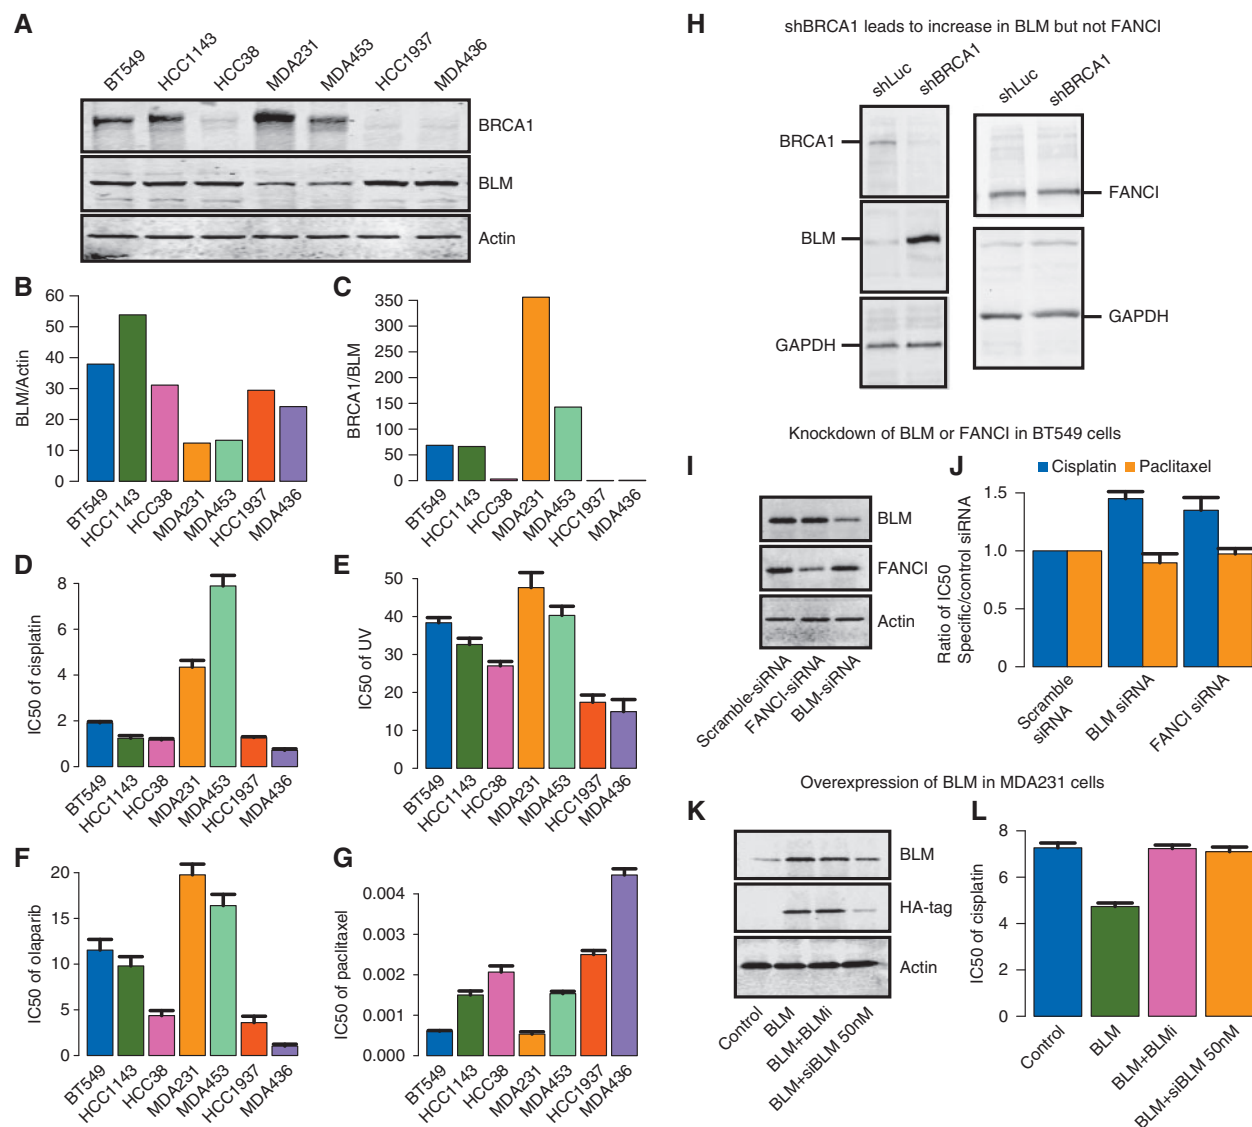 A
BT549
HCC1143
HCC38
MDA231
MDA453
HCC1937
MDA436
BRCA1
BLM
Actin
B
BLM/Actin
60
50
40
30
20
10
0
BT549
HCC1143
HCC38
MDA231
MDA453
HCC1937
MDA436
C
BRCA1/BLM
350
300
250
200
150
100
50
0
BT549
HCC1143
HCC38
MDA231
MDA453
HCC1937
MDA436
D
IC50 of cisplatin
8
6
4
2
0
BT549
HCC1143
HCC38
MDA231
MDA453
HCC1937
MDA436
E
IC50 of UV
50
40
30
20
10
0
BT549
HCC1143
HCC38
MDA231
MDA453
HCC1937
MDA436
F
IC50 of olaparib
20
15
10
5
0
BT549
HCC1143
HCC38
MDA231
MDA453
HCC1937
MDA436
G
IC50 of paclitaxel
0.004
0.003
0.002
0.001
0.000
BT549
HCC1143
HCC38
MDA231
MDA453
HCC1937
MDA436
H
shBRCA1 leads to increase in BLM but not FANCI
shLuc
shBRCA1
shLuc
shBRCA1
BRCA1
BLM
GAPDH
FANCI
GAPDH
Knockdown of BLM or FANCI in BT549 cells
I
BLM
FANCI
Actin
Scramble-siRNA
FANCI-siRNA
BLM-siRNA
J
Cisplatin
Paclitaxel
Ratio of IC50
Specific/control siRNA
1.5
1.0
0.5
0
Scramble
siRNA
BLM siRNA
FANCI siRNA
Overexpression of BLM in MDA231 cells
K
BLM
HA-tag
Actin
Control
BLM
BLM+BLMi
BLM+siBLM 50nM
L
IC50 of cisplatin
8
6
4
2
0
Control
BLM
BLM+BLMi
BLM+siBLM 50nM